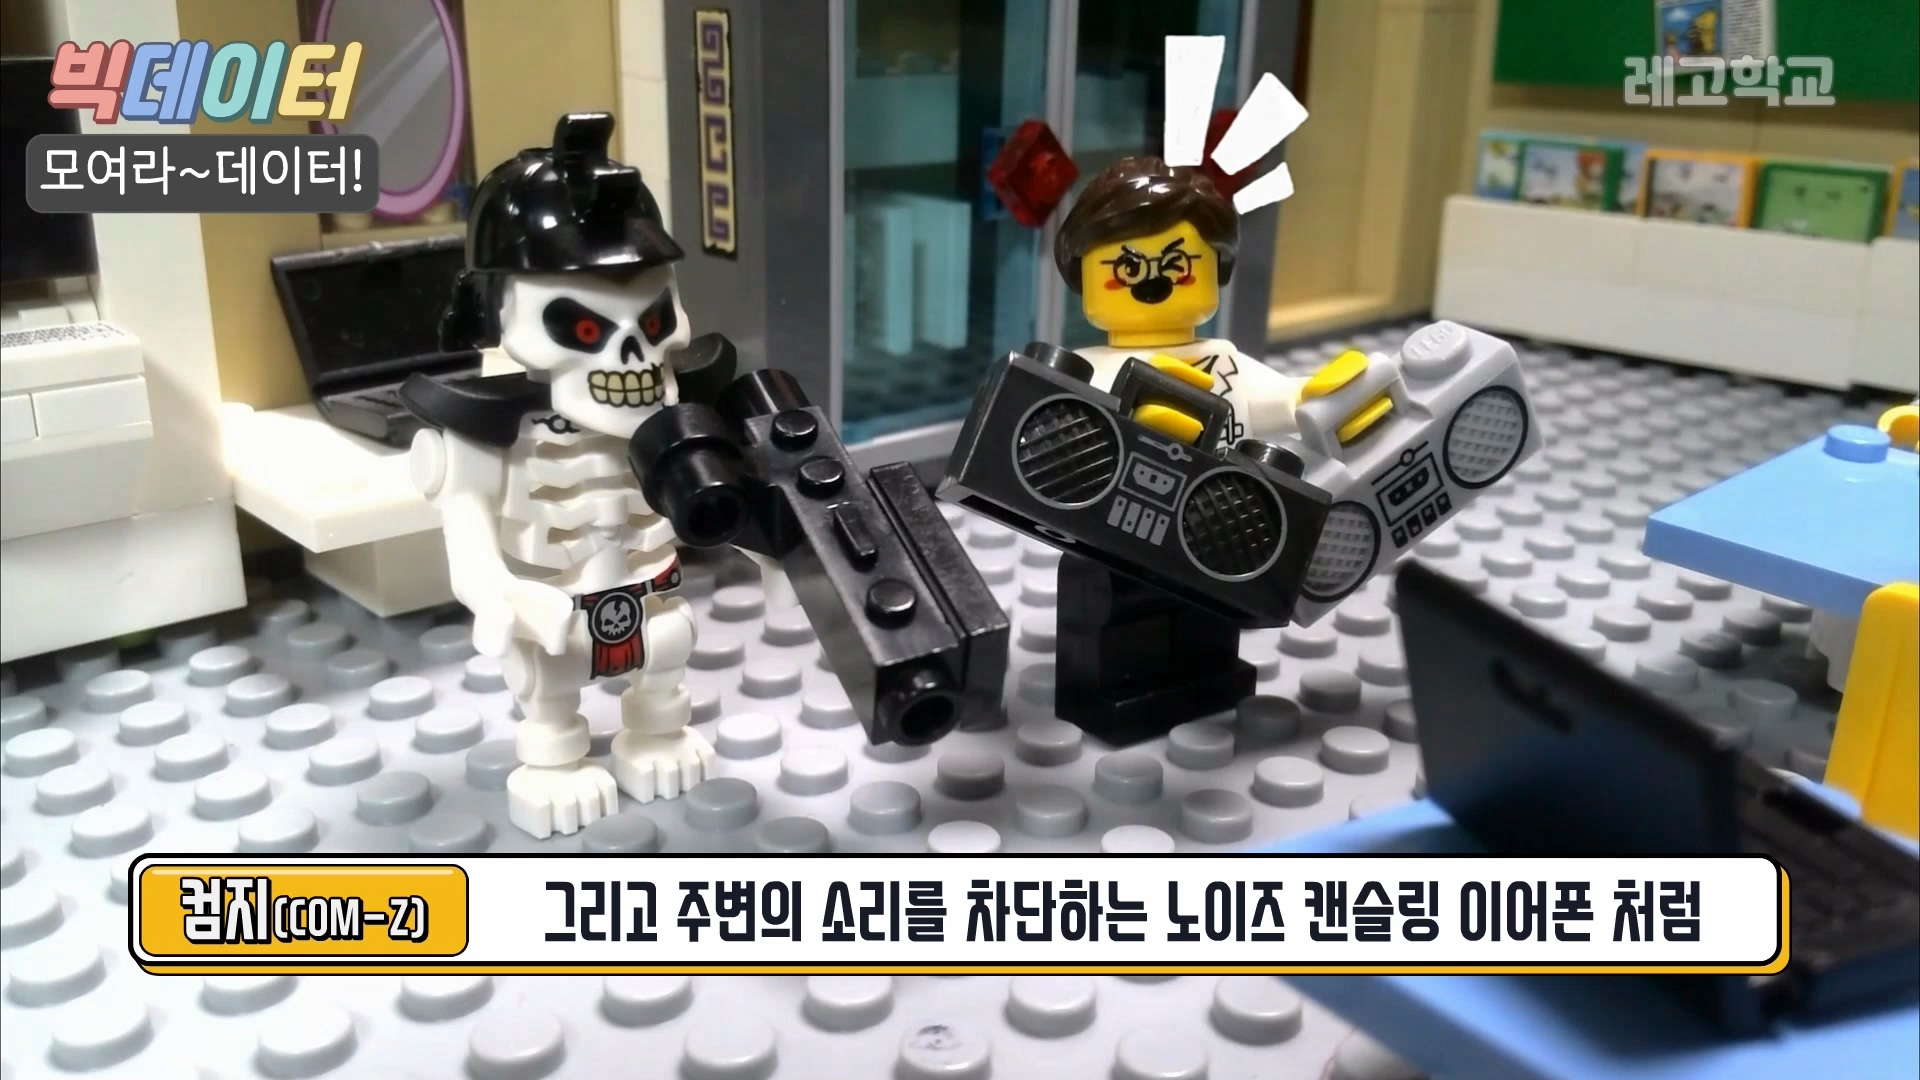 빅데이터
모여라~데이터!
레고학교
LEGO
컴지(COM-Z)
그리고 주변의 소리를 차단하는 노이즈 캔슬링 이어폰 처럼